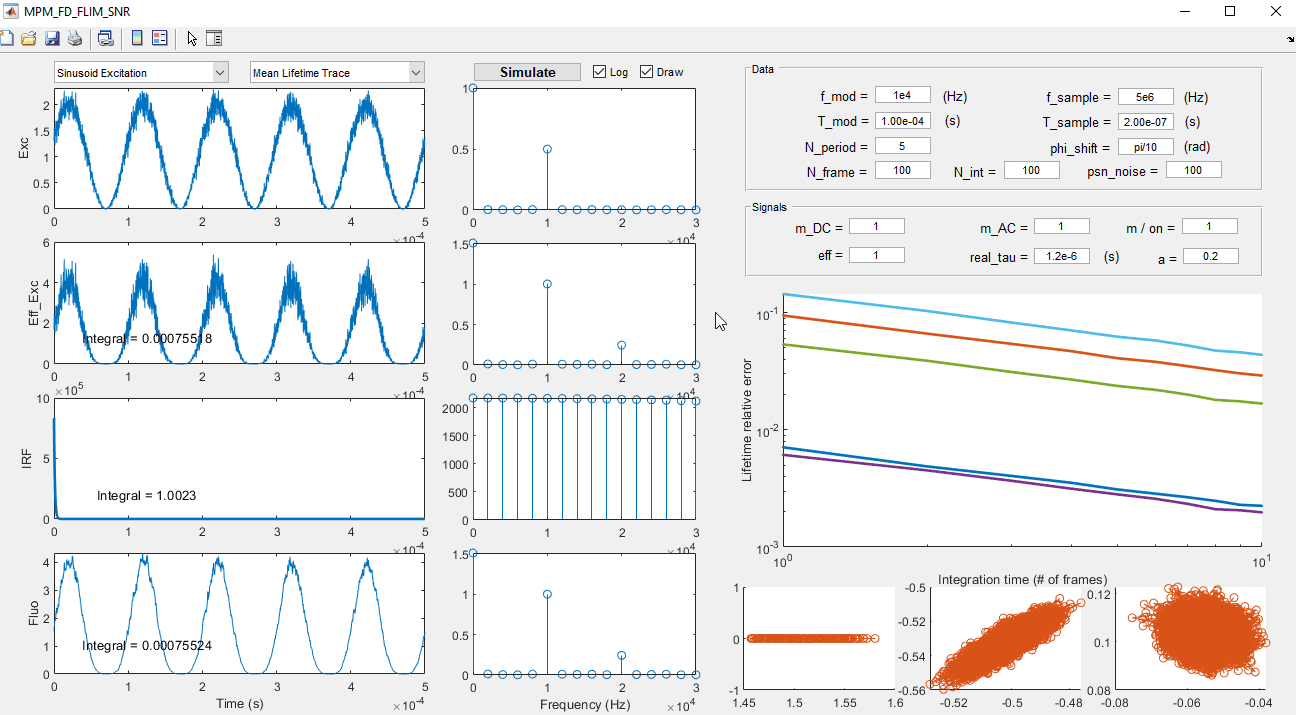 MPM_FD_FLIM_SNR
Sinusoid Excitation
Mean Lifetime Trace
Simulate
Log
Draw
Exc
2
1.5
1
0.5
0
0 1 2 3 4 5
×10^-4
1
0.5
0
0 1 2 3
×10^4
Eff_Exc
6
4
2
0
Integral = 0.00075518
0 1 2 3 4 5
×10^-4
1.5
1
0.5
0
0 1 2 3
×10^4
IRF
×10^5
10
5
0
Integral = 1.0023
0 1 2 3 4 5
×10^-4
2000
1500
1000
500
0
0 1 2 3
×10^4
Fluo
4
3
2
1
0
Integral = 0.00075524
0 1 2 3 4 5
Time (s)
×10^-4
1.5
1
0.5
0
0 1 2 3
Frequency (Hz)
×10^4
Data
f_mod = 1e4 (Hz)
f_sample = 5e6 (Hz)
T_mod = 1.00e-04 (s)
T_sample = 2.00e-07 (s)
N_period = 5
phi_shift = pi/10 (rad)
N_frame = 100
N_int = 100
psn_noise = 100
Signals
m_DC = 1
m_AC = 1
m / on = 1
eff = 1
real_tau = 1.2e-6 (s)
a = 0.2
Lifetime relative error
10^-1
10^-2
10^-3
10^0
10^1
Integration time (# of frames)
1
0
-1
1.45 1.5 1.55 1.6
-0.5
-0.52
-0.54
-0.56
-0.52 -0.5 -0.48
0.12
0.1
0.08
-0.08 -0.06 -0.04